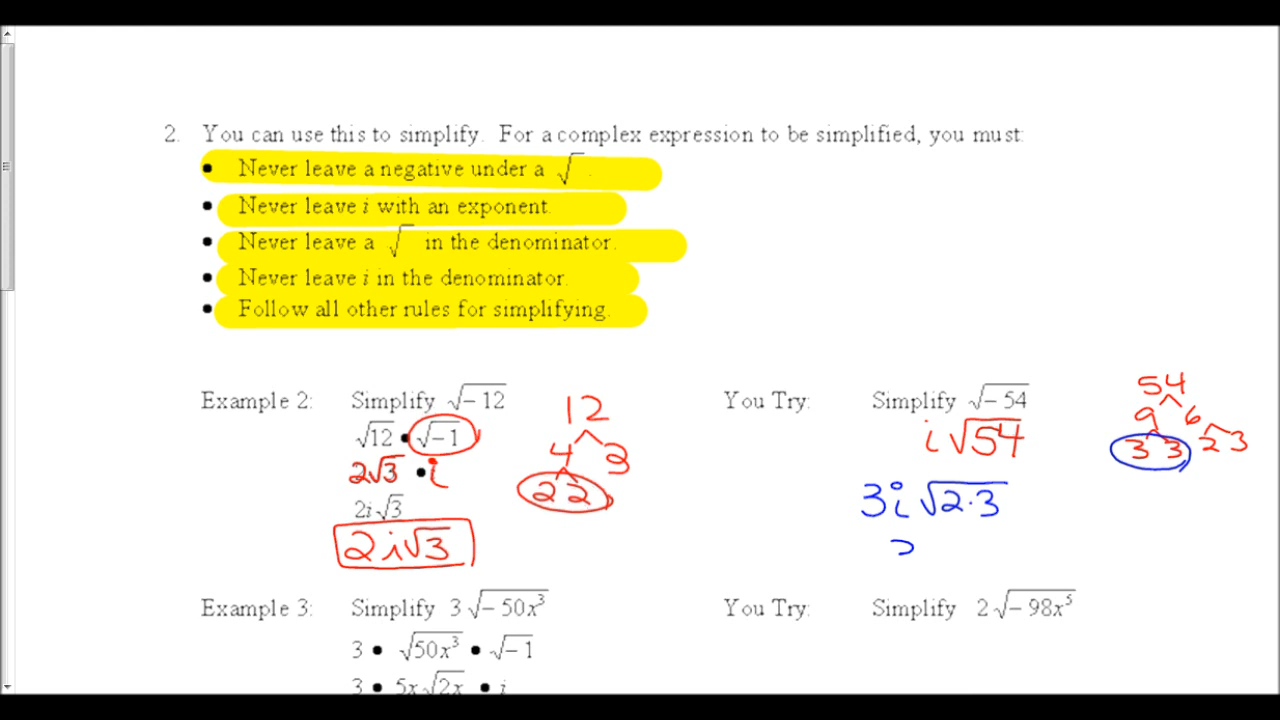 2. You can use this to simplify. For a complex expression to be simplified, you must:
• Never leave a negative under a √ .
• Never leave i with an exponent.
• Never leave a √ in the denominator.
• Never leave i in the denominator.
• Follow all other rules for simplifying.
Example 2: Simplify √-12
√12 • √-1
2√3 • i
2i√3
2i√3
12
4 3
2 2
You Try: Simplify √-54
i√54
3i√2·3
54
9 6
3 3 2 3
Example 3: Simplify 3√-50x³
3 • √50x³ • √-1
3 • 5x√2x • i
You Try: Simplify 2√-98x⁵